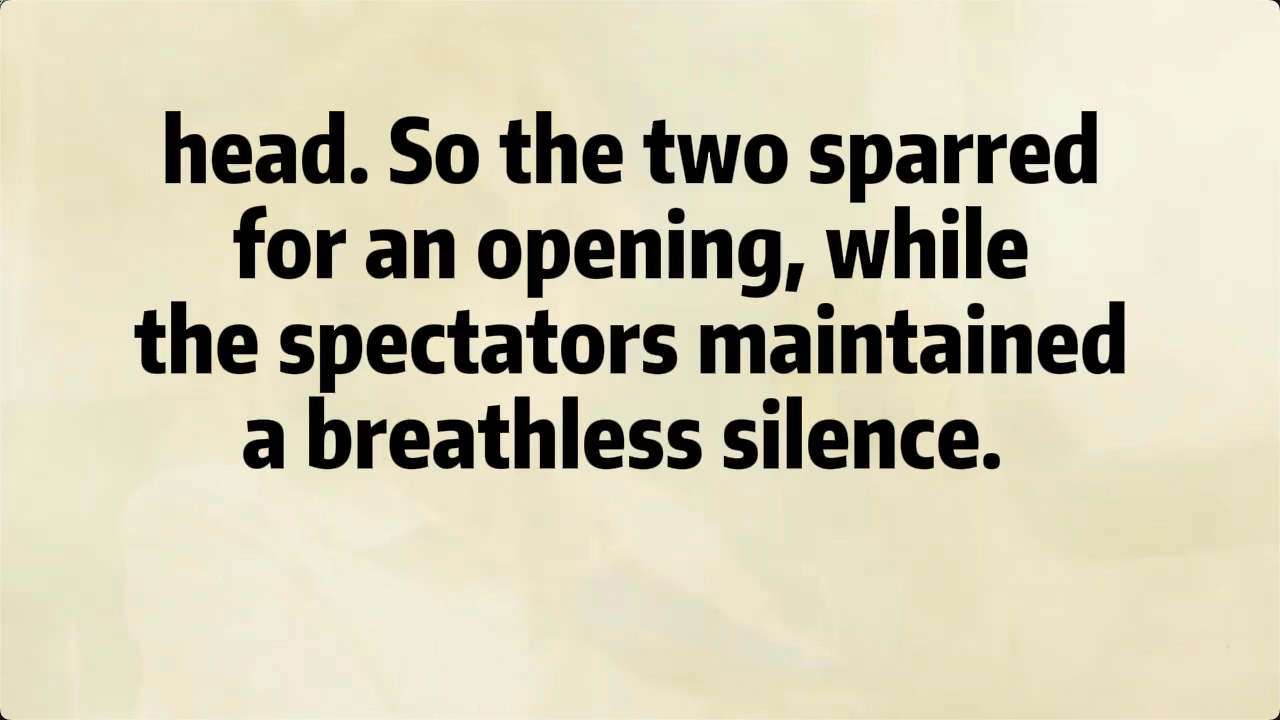 head. So the two sparred
for an opening, while
the spectators maintained
a breathless silence.